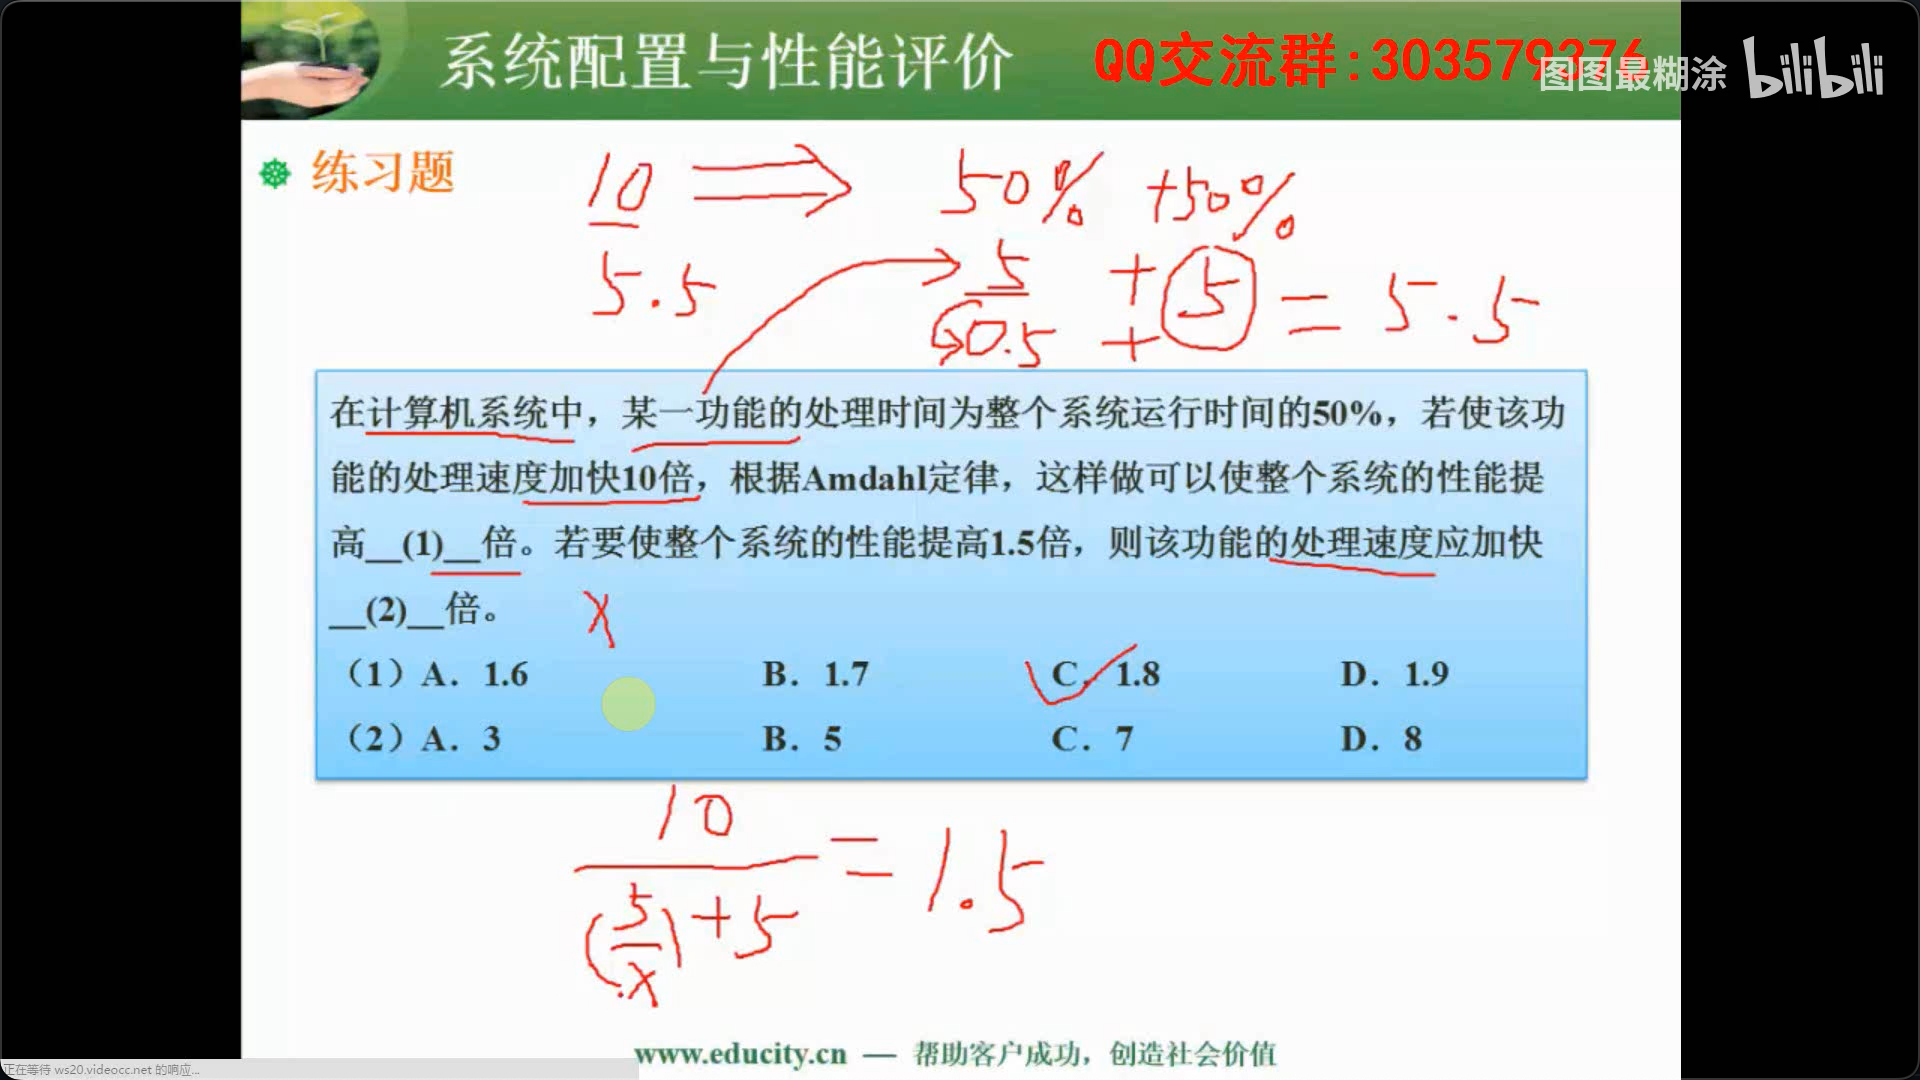 系统配置与性能评价
QQ交流群:303579376
图图最糊涂 bilibili
练习题
10 50% +50%
5.5 5 + 5 = 5.5
0.5 +
在计算机系统中，某一功能的处理时间为整个系统运行时间的50%，若使该功
能的处理速度加快10倍，根据Amdahl定律，这样做可以使整个系统的性能提
高__(1)__倍。若要使整个系统的性能提高1.5倍，则该功能的处理速度应加快
__(2)__倍。 x
（1）A．1.6 B．1.7 C．1.8 D．1.9
（2）A．3 B．5 C．7 D．8
10
= 1.5
(5/x)+5
www.educity.cn — 帮助客户成功，创造社会价值
正在等待 ws20.videocc.net 的响应...